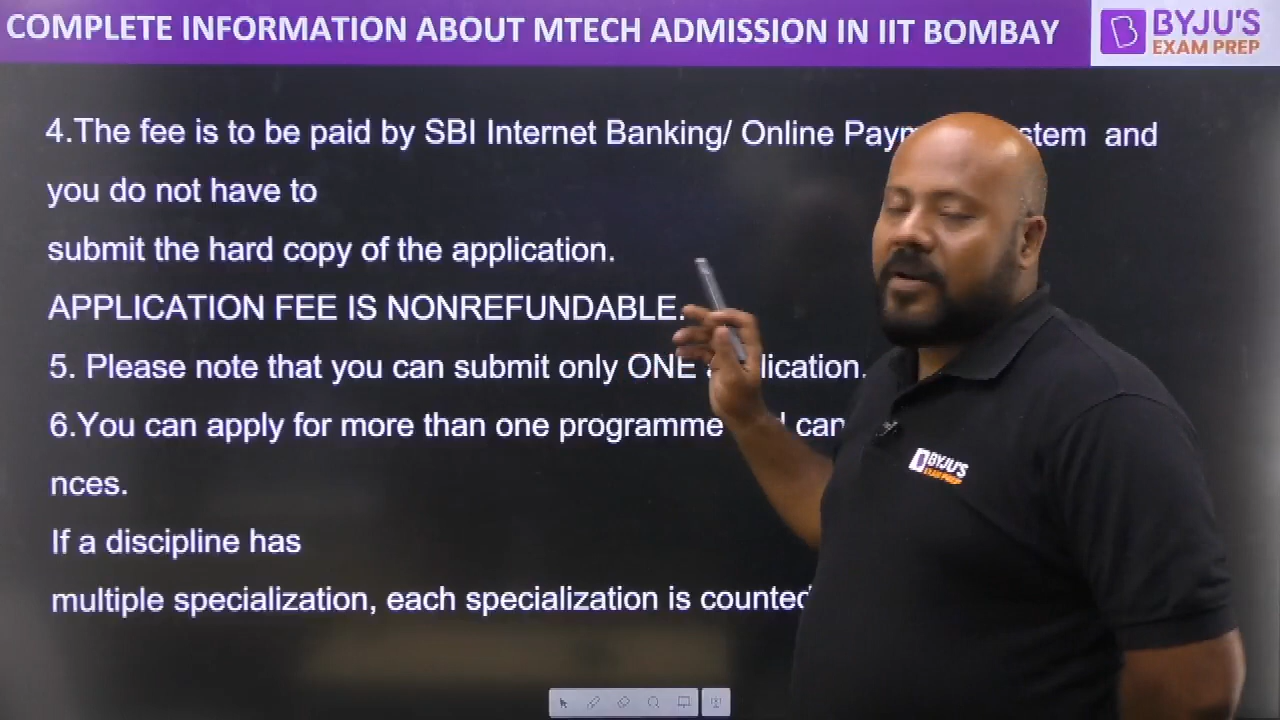 COMPLETE INFORMATION ABOUT MTECH ADMISSION IN IIT BOMBAY
BYJU'S
EXAM PREP
4.The fee is to be paid by SBI Internet Banking/ Online and
you do not have to
submit the hard copy of the application.
APPLICATION FEE IS NONREFUNDABLE.
5. Please note that you can submit only ONE
6.You can apply for more than one programme can
nces.
If a discipline has
multiple specialization, each specialization is counted
BYJU'S
EXAM PREP